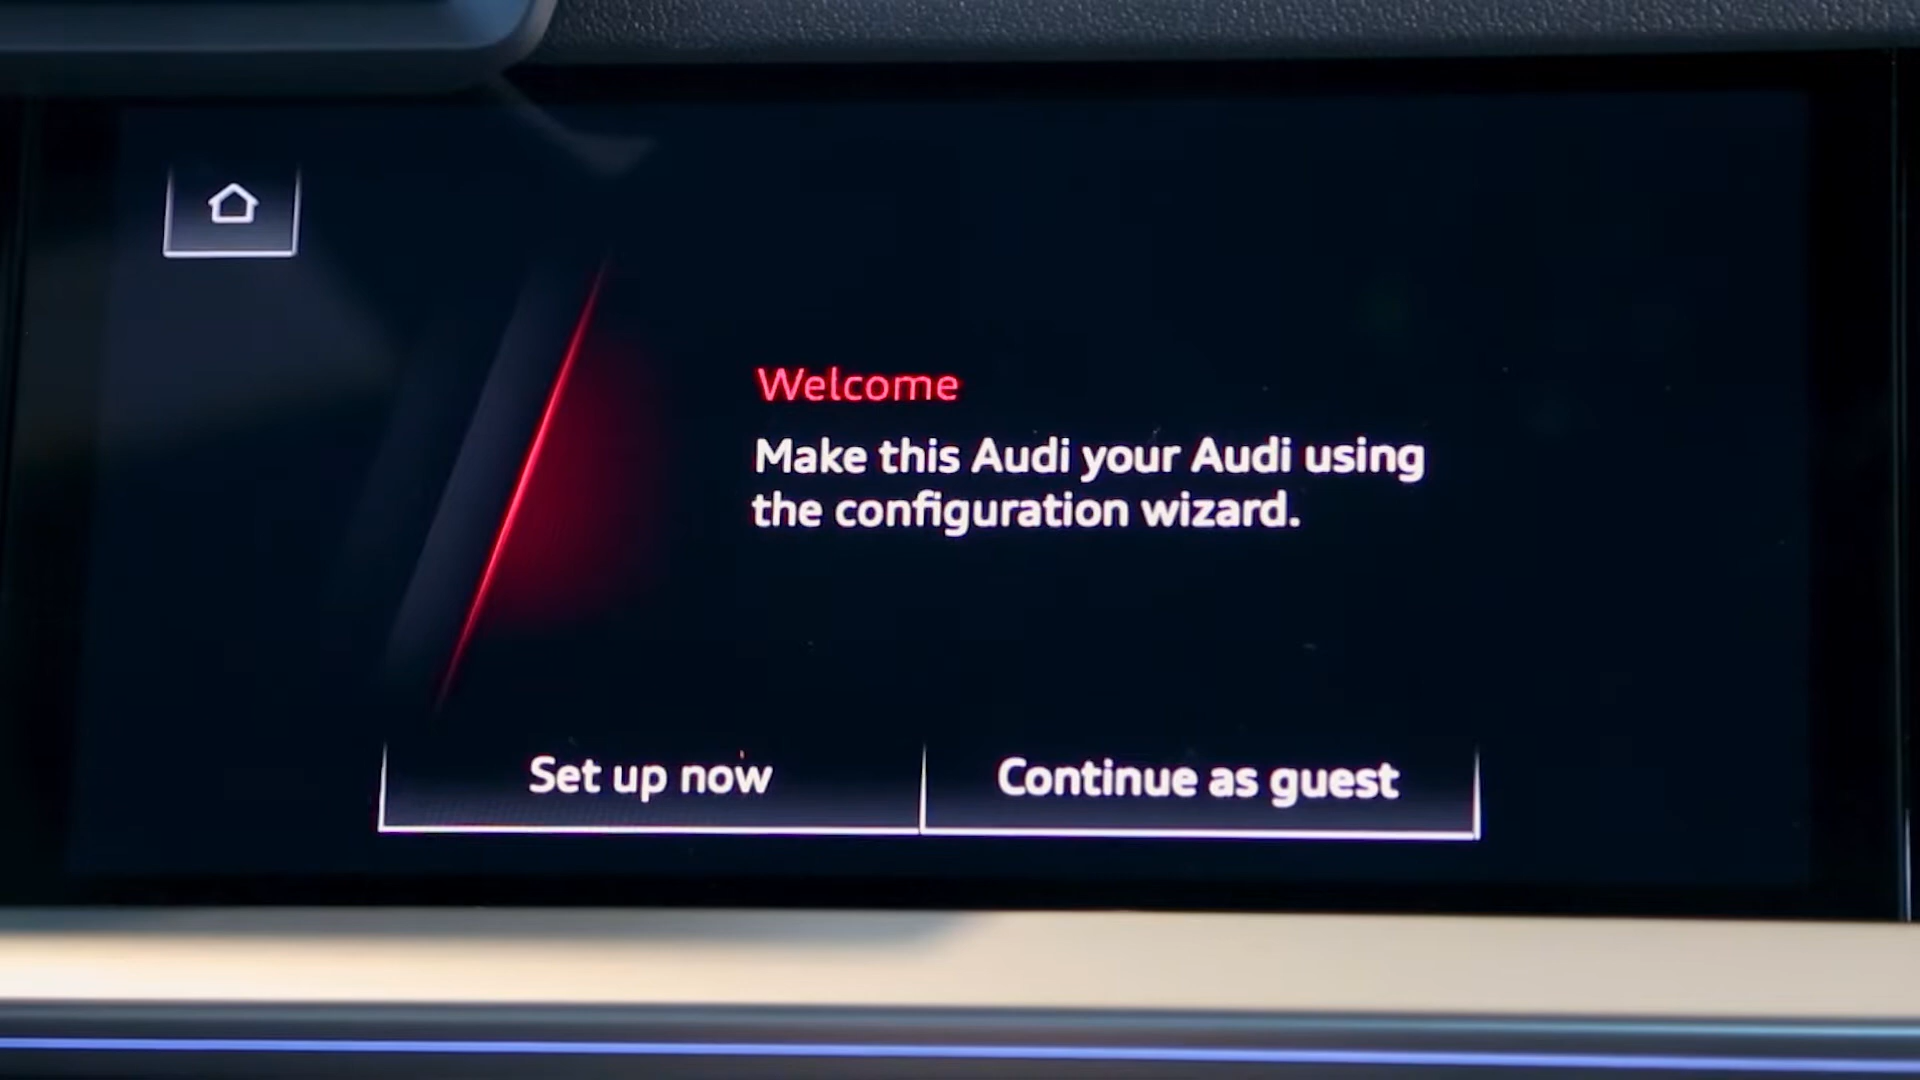 Welcome
Make this Audi your Audi using
the configuration wizard.
Set up now
Continue as guest